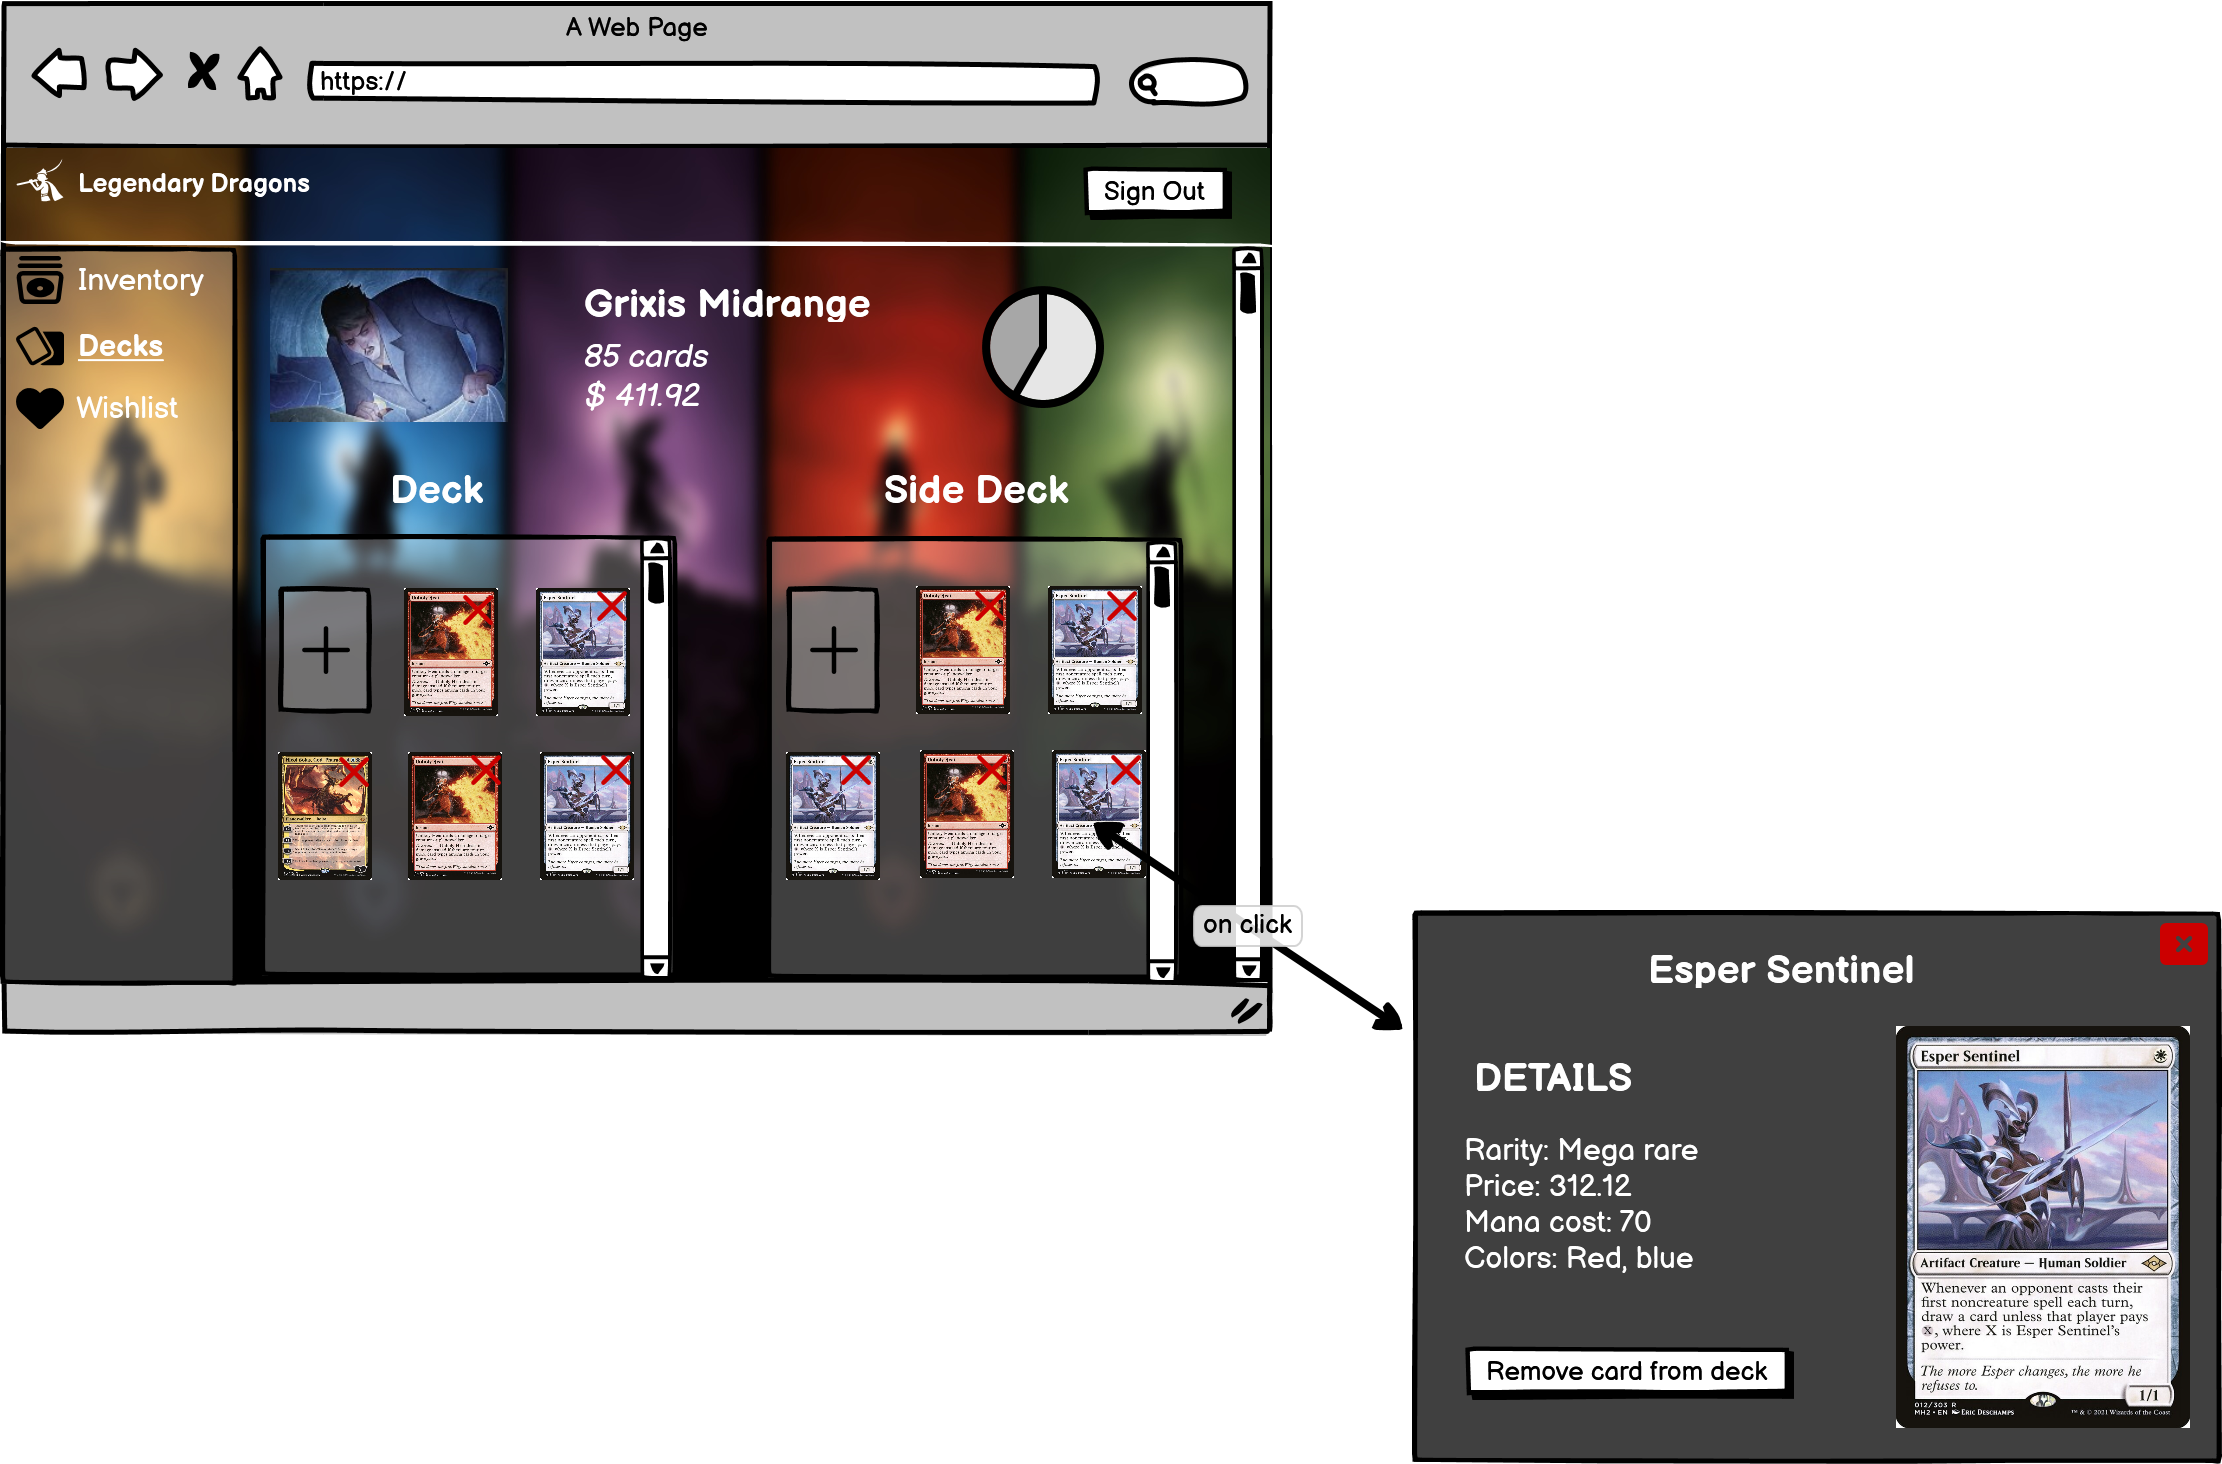 A Web Page
https://
Legendary Dragons
Sign Out
Inventory
Decks
Wishlist
Grixis Midrange
85 cards
$ 411.92
Deck
Side Deck
on click
Esper Sentinel
DETAILS
Rarity: Mega rare
Price: 312.12
Mana cost: 70
Colors: Red, blue
Remove card from deck
Esper Sentinel
Artifact Creature — Human Soldier
Whenever an opponent casts their
first noncreature spell each turn,
draw a card unless that player pays
X, where X is Esper Sentinel's
power.
The more Esper changes, the more he
refuses to.
1/1
012/303 R
MH2 • EN ERIC DESCHAMPS
™ & © 2021 Wizards of the Coast